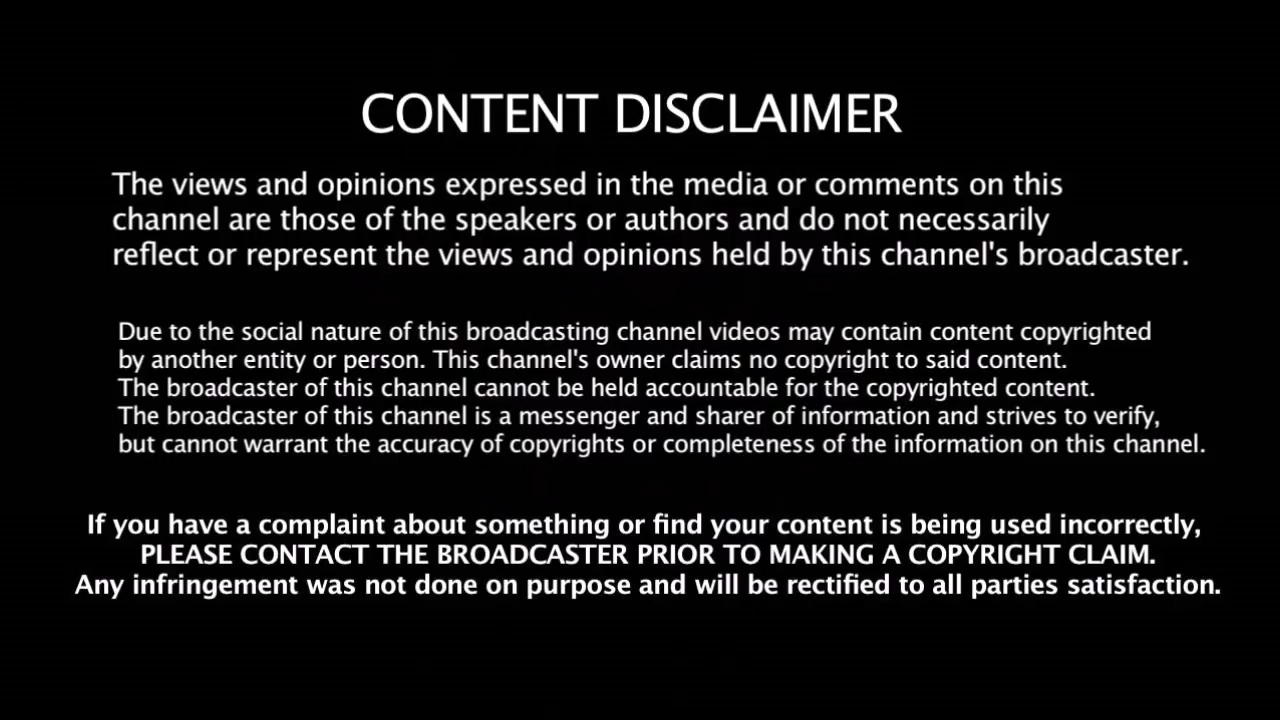 CONTENT DISCLAIMER
The views and opinions expressed in the media or comments on this
channel are those of the speakers or authors and do not necessarily
reflect or represent the views and opinions held by this channel's broadcaster.
Due to the social nature of this broadcasting channel videos may contain content copyrighted
by another entity or person. This channel's owner claims no copyright to said content.
The broadcaster of this channel cannot be held accountable for the copyrighted content.
The broadcaster of this channel is a messenger and sharer of information and strives to verify,
but cannot warrant the accuracy of copyrights or completeness of the information on this channel.
If you have a complaint about something or find your content is being used incorrectly,
PLEASE CONTACT THE BROADCASTER PRIOR TO MAKING A COPYRIGHT CLAIM.
Any infringement was not done on purpose and will be rectified to all parties satisfaction.